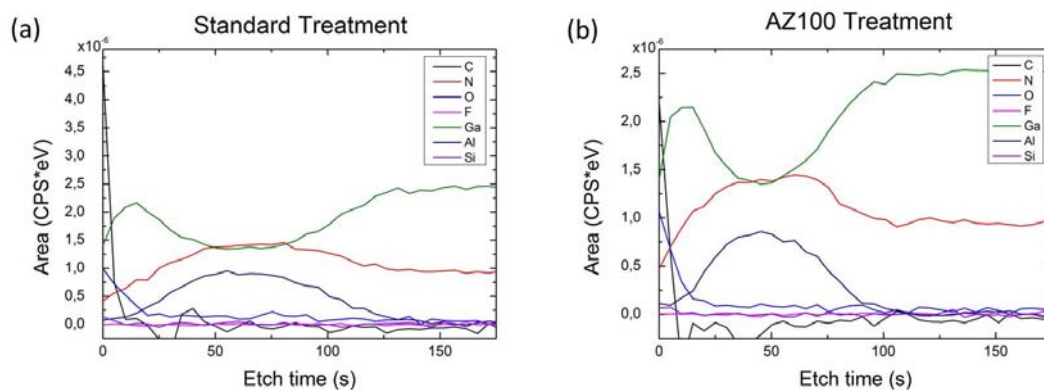 (a)
Standard Treatment
x10⁻⁶
4,5
4,0
3,5
3,0
2,5
2,0
1,5
1,0
0,5
0,0
Area (CPS*eV)
C
N
O
F
Ga
Al
Si
0
50
100
150
Etch time (s)
(b)
AZ100 Treatment
x10⁻⁶
2,5
2,0
1,5
1,0
0,5
0,0
Area (CPS*eV)
C
N
O
F
Ga
Al
Si
0
50
100
150
Etch time (s)